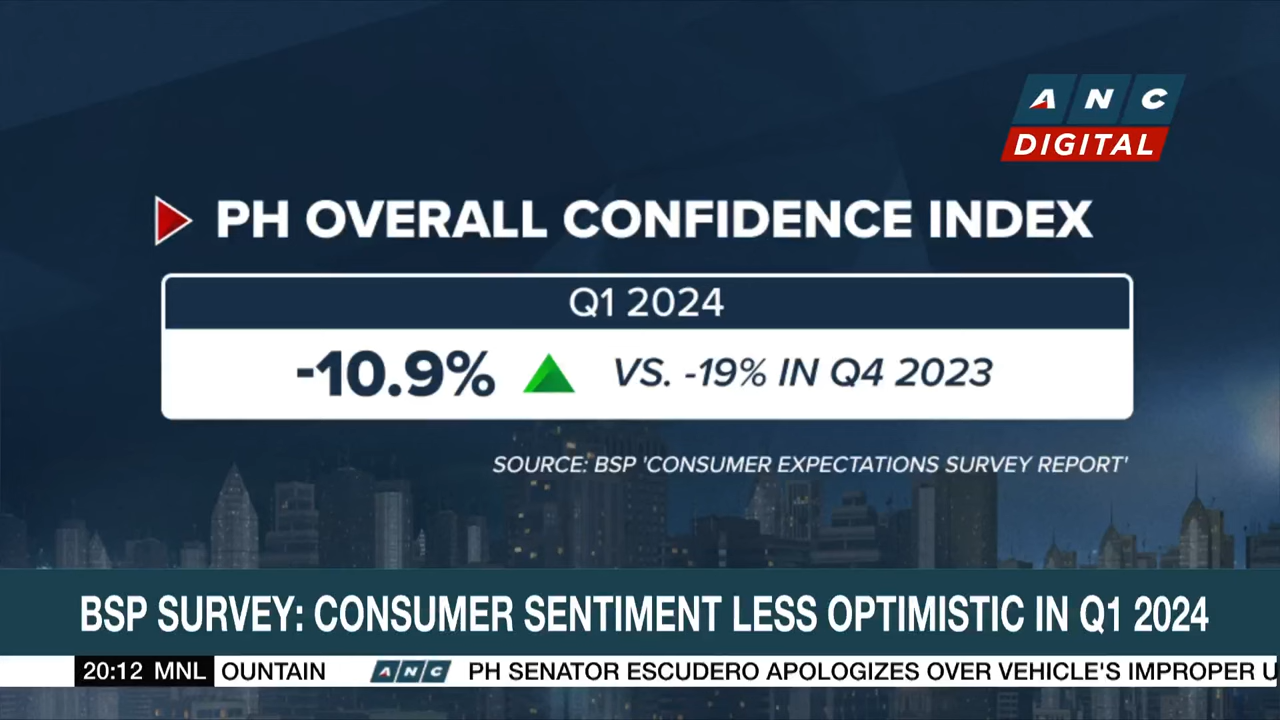 ANC
DIGITAL
PH OVERALL CONFIDENCE INDEX
Q1 2024
-10.9% VS. -19% IN Q4 2023
SOURCE: BSP 'CONSUMER EXPECTATIONS SURVEY REPORT'
BSP SURVEY: CONSUMER SENTIMENT LESS OPTIMISTIC IN Q1 2024
20:12 MNL OUNTAIN ANC PH SENATOR ESCUDERO APOLOGIZES OVER VEHICLE'S IMPROPER U